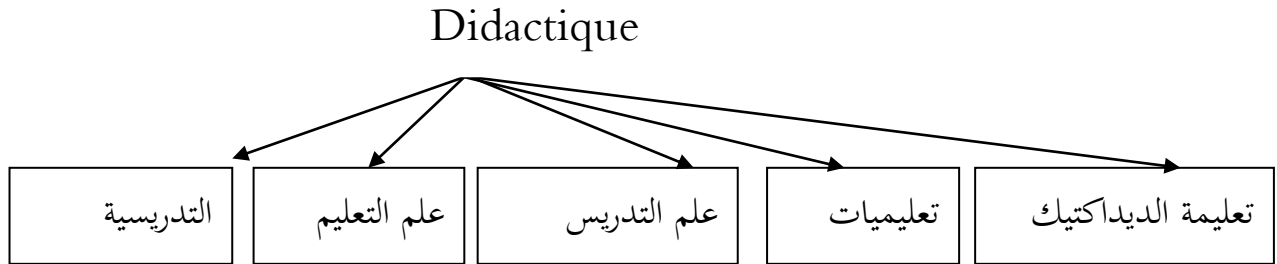 Didactique
تعليمة الديداكتيك
تعليميات
علم التدريس
علم التعليم
التدريسية